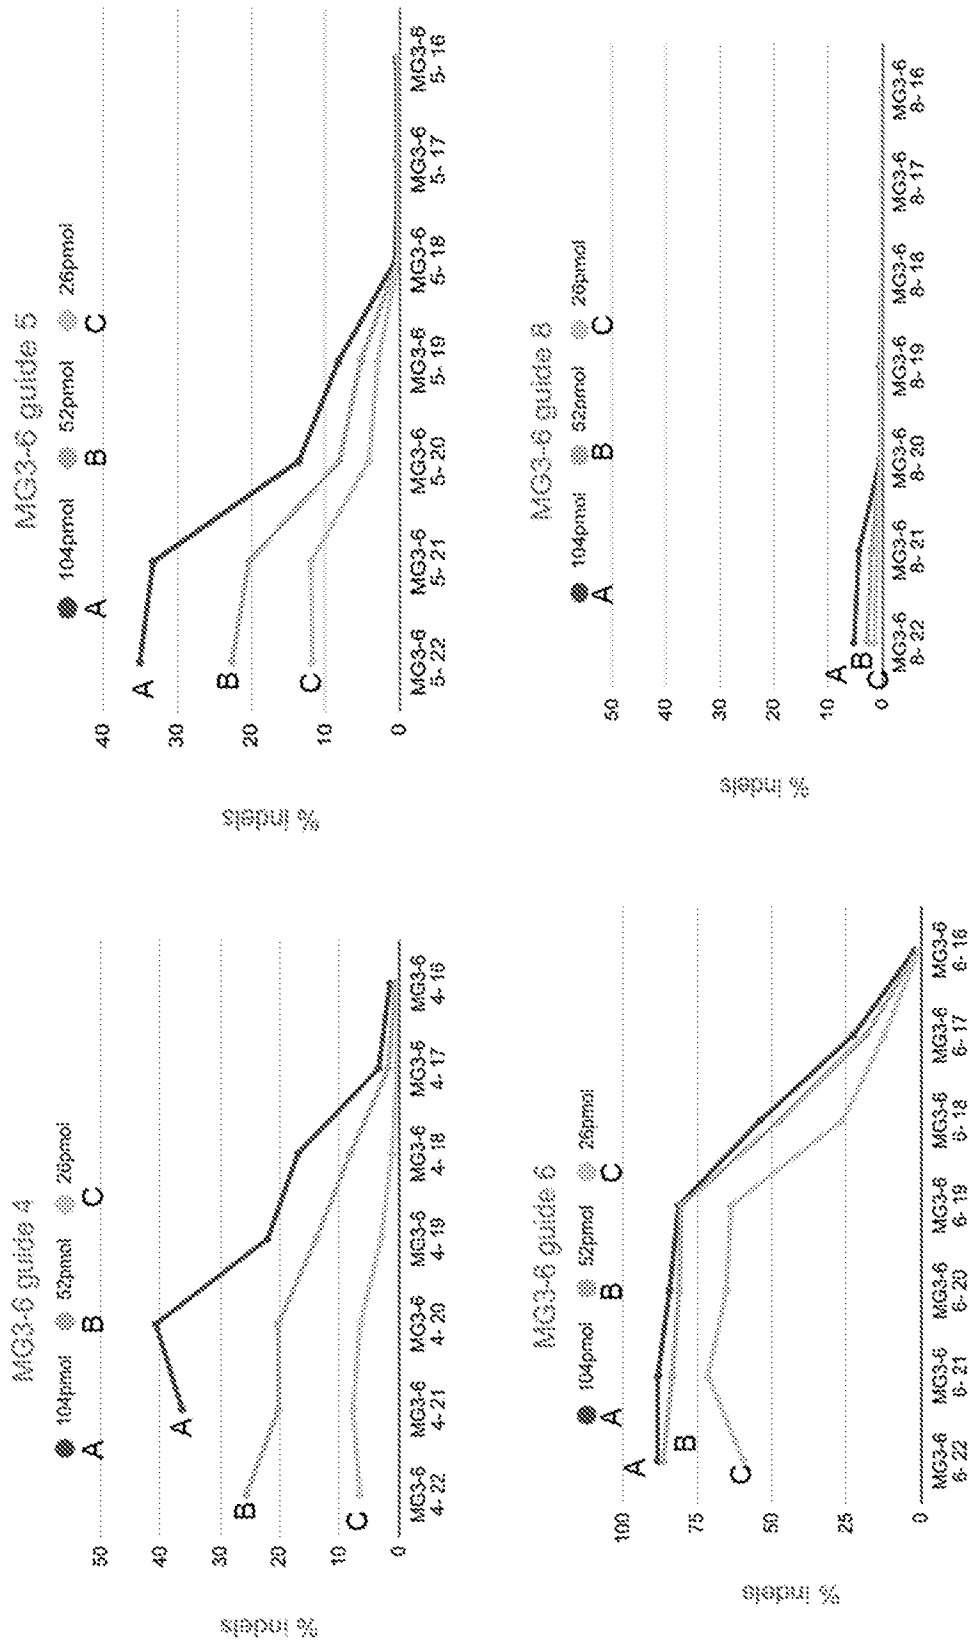 MG3-6 guide 4
104pmol 52pmol 26pmol
A B C
% indels
50
40
30
20
10
0
A
B
C
MG3-6 MG3-6 MG3-6 MG3-6 MG3-6 MG3-6 MG3-6
4- 22 4- 21 4- 20 4- 19 4- 18 4- 17 4- 16
MG3-6 guide 5
104pmol 52pmol 26pmol
A B C
% indels
40
30
20
10
0
A
B
C
MG3-6 MG3-6 MG3-6 MG3-6 MG3-6 MG3-6 MG3-6
5- 22 5- 21 5- 20 5- 19 5- 18 5- 17 5- 16
MG3-6 guide 6
104pmol 52pmol 26pmol
A B C
% indels
100
75
50
25
0
A
B
C
MG3-6 MG3-6 MG3-6 MG3-6 MG3-6 MG3-6 MG3-6
6- 22 6- 21 6- 20 6- 19 6- 18 6- 17 6- 16
MG3-6 guide 8
104pmol 52pmol 26pmol
A B C
% indels
50
40
30
20
10
0
A
B
C
MG3-6 MG3-6 MG3-6 MG3-6 MG3-6 MG3-6 MG3-6
8- 22 8- 21 8- 20 8- 19 8- 18 8- 17 8- 16